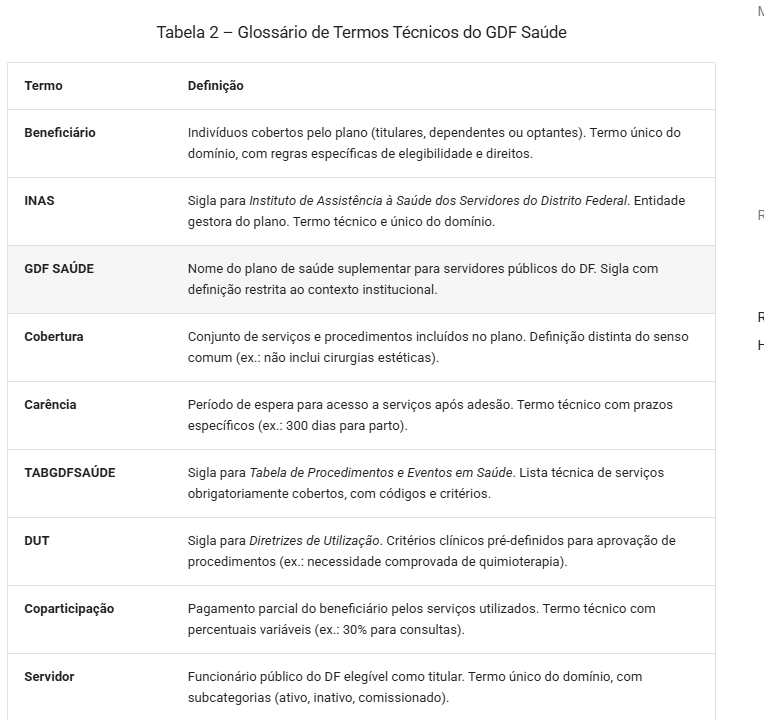 Tabela 2 – Glossário de Termos Técnicos do GDF Saúde
Termo Definição
Beneficiário Indivíduos cobertos pelo plano (titulares, dependentes ou optantes). Termo único do
domínio, com regras específicas de elegibilidade e direitos.
INAS Sigla para Instituto de Assistência à Saúde dos Servidores do Distrito Federal. Entidade
gestora do plano. Termo técnico e único do domínio.
GDF SAÚDE Nome do plano de saúde suplementar para servidores públicos do DF. Sigla com
definição restrita ao contexto institucional.
Cobertura Conjunto de serviços e procedimentos incluídos no plano. Definição distinta do senso
comum (ex.: não inclui cirurgias estéticas).
Carência Período de espera para acesso a serviços após adesão. Termo técnico com prazos
específicos (ex.: 300 dias para parto).
TABGDFSAÚDE Sigla para Tabela de Procedimentos e Eventos em Saúde. Lista técnica de serviços
obrigatoriamente cobertos, com códigos e critérios.
DUT Sigla para Diretrizes de Utilização. Critérios clínicos pré-definidos para aprovação de
procedimentos (ex.: necessidade comprovada de quimioterapia).
Coparticipação Pagamento parcial do beneficiário pelos serviços utilizados. Termo técnico com
percentuais variáveis (ex.: 30% para consultas).
Servidor Funcionário público do DF elegível como titular. Termo único do domínio, com
subcategorias (ativo, inativo, comissionado).